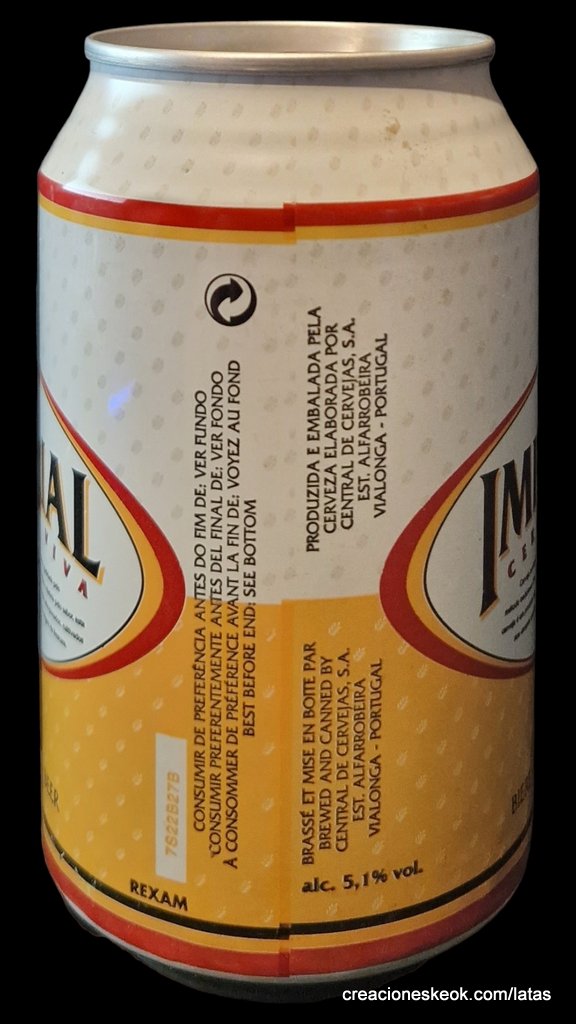 CONSUMIR DE PREFERÊNCIA ANTES DO FIM DE: VER FUNDO
CONSUMIR PREFERENTEMENTE ANTES DEL FINAL DE: VER FONDO
À CONSOMMER DE PRÉFÉRENCE AVANT LA FIN DE: VOYEZ AU FOND
BEST BEFORE END: SEE BOTTOM
PRODUZIDA E EMBALADA PELA
CERVEZA ELABORADA POR
CENTRAL DE CERVEJAS, S.A.
EST. ALFARROBEIRA
VIALONGA - PORTUGAL
BRASSÉ ET MISE EN BOITE PAR
BREWED AND CANNED BY
CENTRAL DE CERVEJAS, S.A.
EST. ALFARROBEIRA
VIALONGA - PORTUGAL
alc. 5,1% vol.
7622827B
REXAM
creacioneskeok.com/latas